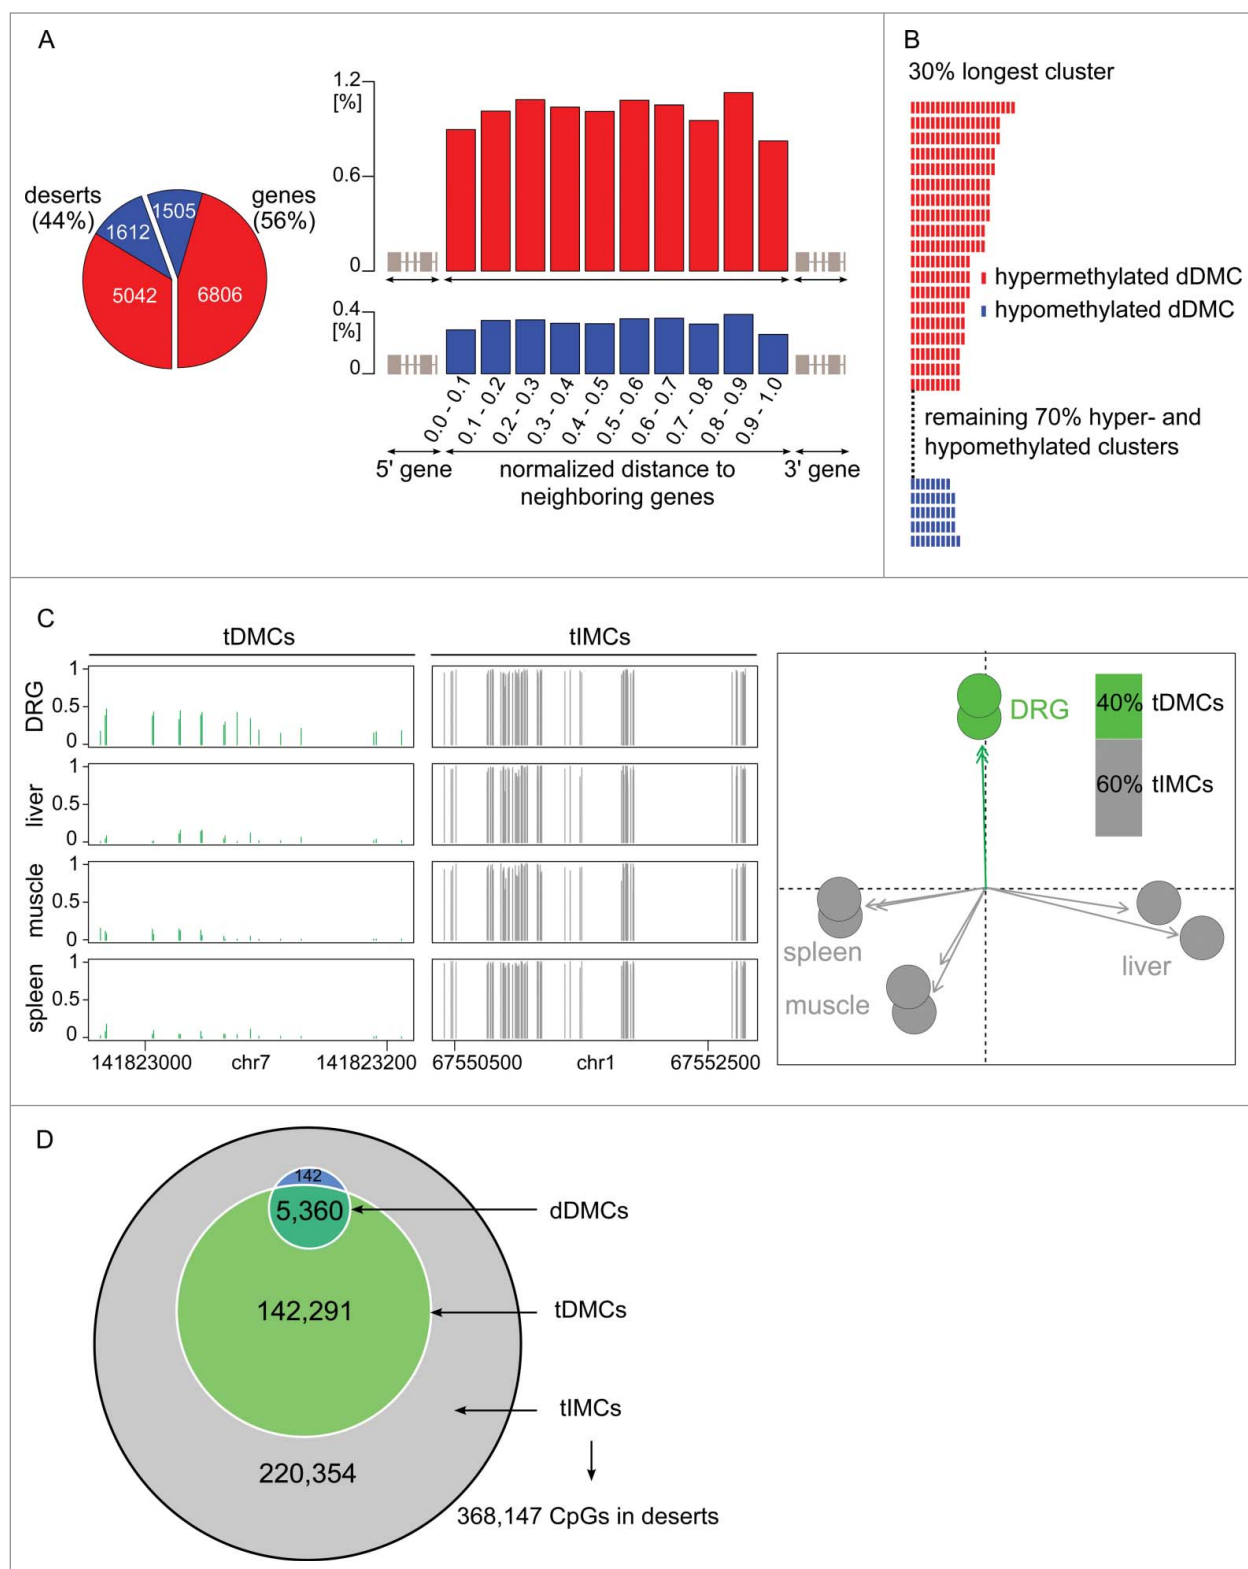 A
deserts
(44%)
genes
(56%)
1612
1505
5042
6806
1.2
[%]
0.6
0
0.4
[%]
0
0.0 - 0.1
0.1 - 0.2
0.2 - 0.3
0.3 - 0.4
0.4 - 0.5
0.5 - 0.6
0.6 - 0.7
0.7 - 0.8
0.8 - 0.9
0.9 - 1.0
5' gene
normalized distance to
neighboring genes
3' gene
B
30% longest cluster
hypermethylated dDMC
hypomethylated dDMC
remaining 70% hyper- and
hypomethylated clusters
C
tDMCs
tIMCs
DRG
1
0.5
0
liver
1
0.5
0
muscle
1
0.5
0
spleen
1
0.5
0
141823000
chr7
141823200
67550500
chr1
67552500
DRG
40%
tDMCs
60%
tIMCs
spleen
muscle
liver
D
142
5,360
dDMCs
142,291
tDMCs
tIMCs
220,354
368,147 CpGs in deserts